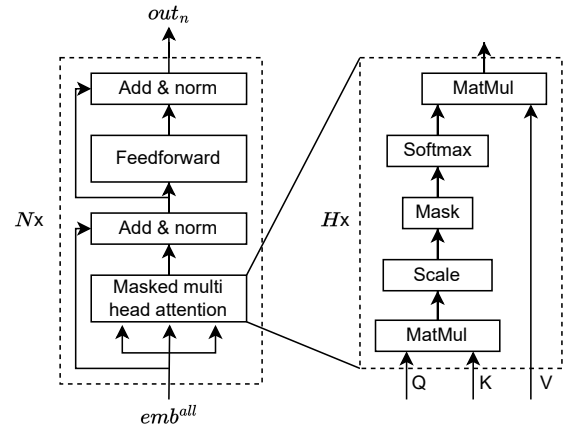 out_n
Add & norm
Feedforward
Nx
Add & norm
Masked multi
head attention
emb^all
MatMul
Softmax
Hx
Mask
Scale
MatMul
Q
K
V